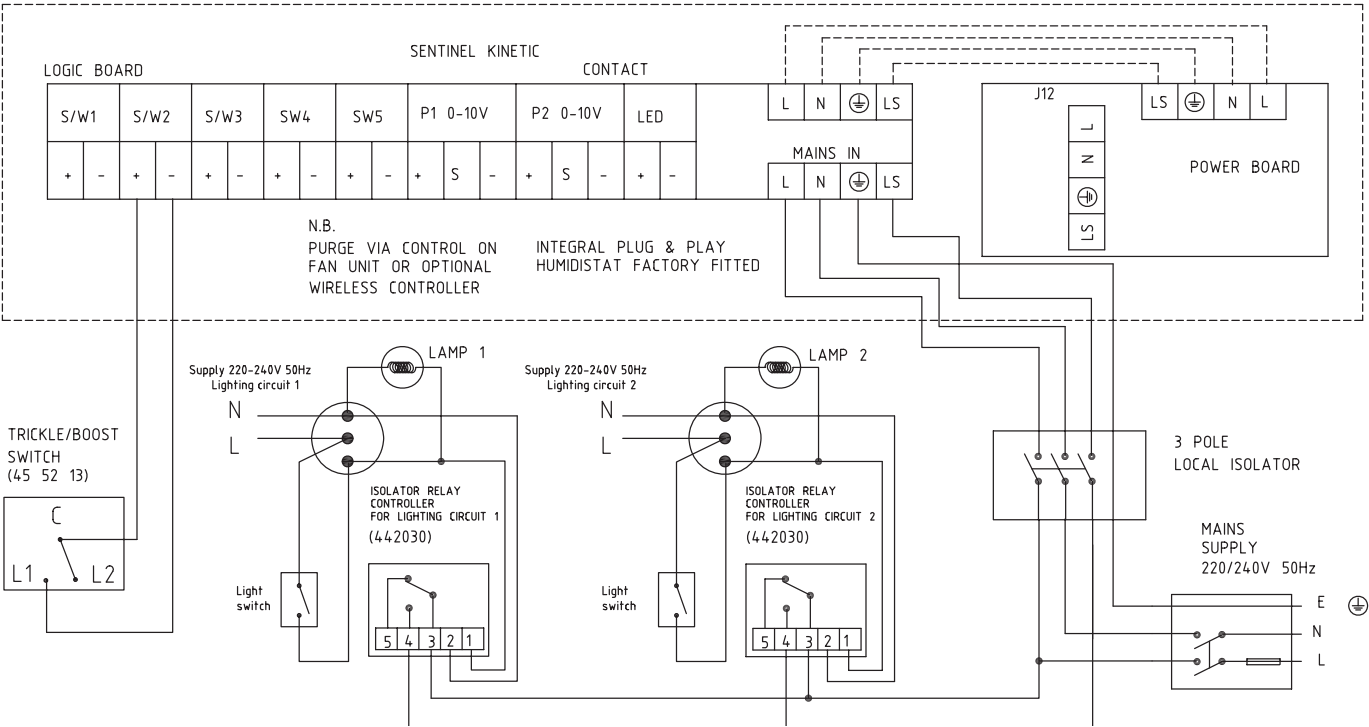 SENTINEL KINETIC
LOGIC BOARD
CONTACT
S/W1 S/W2 S/W3 SW4 SW5 P1 0-10V P2 0-10V LED
+ - + - + - + - + - + S - + S - + -
L N LS
MAINS IN
L N LS
J12
LS N L
L
N
LS
POWER BOARD
N.B.
PURGE VIA CONTROL ON
FAN UNIT OR OPTIONAL
WIRELESS CONTROLLER
INTEGRAL PLUG & PLAY
HUMIDISTAT FACTORY FITTED
LAMP 1
Supply 220-240V 50Hz
Lighting circuit 1
N
L
LAMP 2
Supply 220-240V 50Hz
Lighting circuit 2
N
L
TRICKLE/BOOST
SWITCH
(45 52 13)
C
L1 L2
ISOLATOR RELAY
CONTROLLER
FOR LIGHTING CIRCUIT 1
(442030)
Light
switch
5 4 3 2 1
ISOLATOR RELAY
CONTROLLER
FOR LIGHTING CIRCUIT 2
(442030)
Light
switch
5 4 3 2 1
3 POLE
LOCAL ISOLATOR
MAINS
SUPPLY
220/240V 50Hz
E
N
L